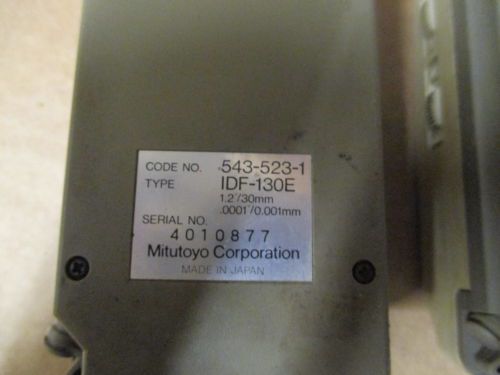 CODE NO. 543-523-1
TYPE IDF-130E
1.2"/30mm
.0001"/0.001mm
SERIAL NO.
4010877
Mitutoyo Corporation
MADE IN JAPAN